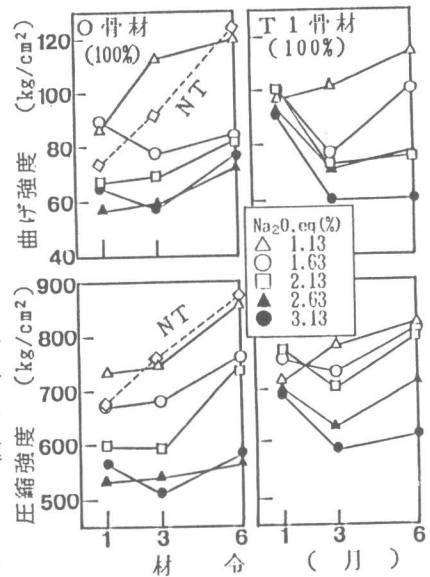 O骨材
(100%)
T1骨材
(100%)
曲げ強度 (kg/cm²)
120
100
80
60
40
NT
Na₂O.eq(%)
△ 1.13
○ 1.63
□ 2.13
▲ 2.63
● 3.13
圧縮強度 (kg/cm²)
900
800
700
600
500
NT
1 3 6 1 3 6
材 令 (月)